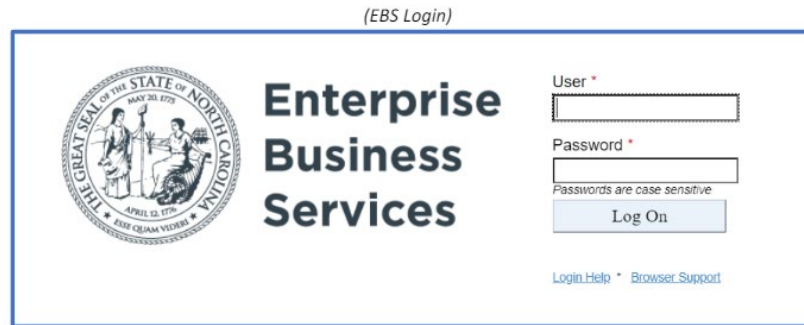 (EBS Login)
THE GREAT SEAL OF THE STATE OF NORTH CAROLINA
MAY 20, 1775
APRIL 12, 1776
ESSE QUAM VIDERI
Enterprise
Business
Services
User *
Password *
Passwords are case sensitive
Log On
Login Help * Browser Support